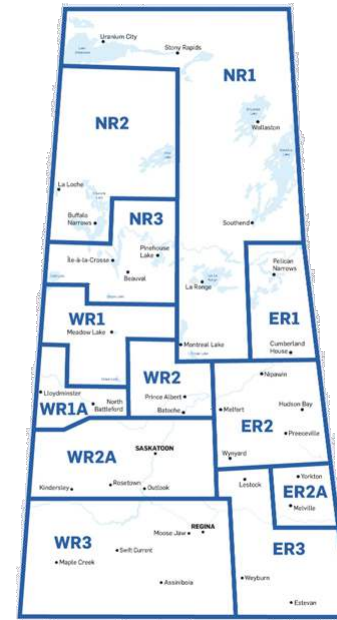 Uranium City
Stony Rapids
NR1
NR2
Wollaston
La Loche
Buffalo
Narrows
NR3
Southend
Pinehouse
Lake
Île-à-la-Crosse
Beauval
Pelican
Narrows
La Ronge
WR1
Meadow Lake
ER1
Cumberland
House
Montreal Lake
WR2
Nipawin
Lloydminster
Prince Albert
North
Battleford
WR1A
Batoche
Melfort
Hudson Bay
ER2
Preeceville
SASKATOON
Wynyard
WR2A
Rosetown
Outlook
Kindersley
Lestock
Yorkton
ER2A
Melville
REGINA
Moose Jaw
WR3
Swift Current
ER3
Maple Creek
Assiniboia
Weyburn
Estevan